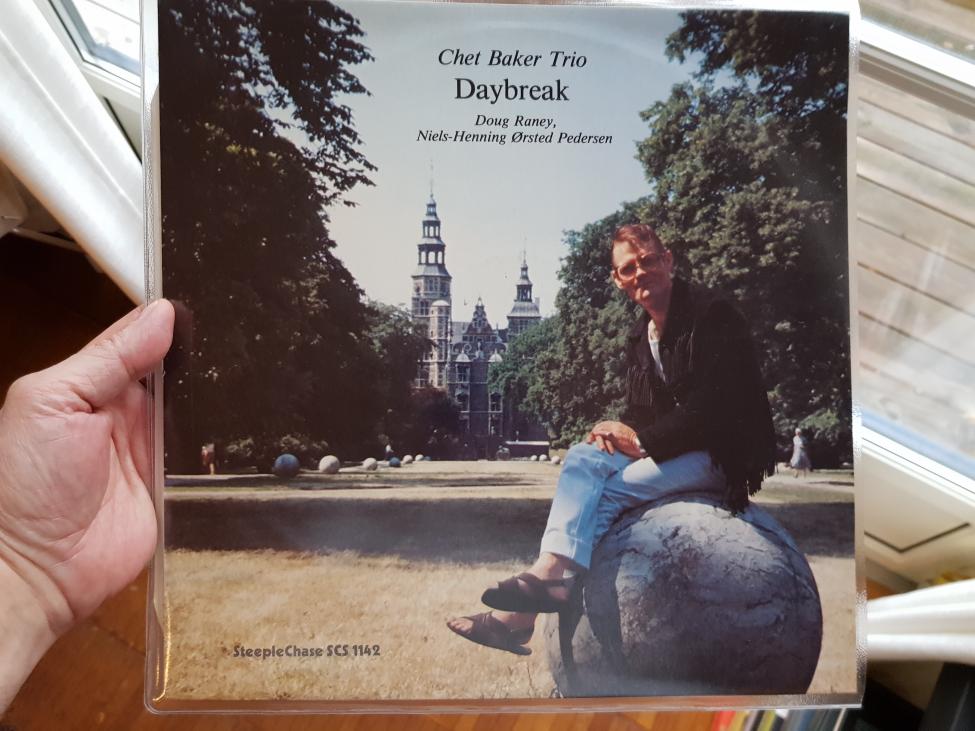 Chet Baker Trio
Daybreak
Doug Raney,
Niels-Henning Ørsted Pedersen
SteepleChase SCS 1142